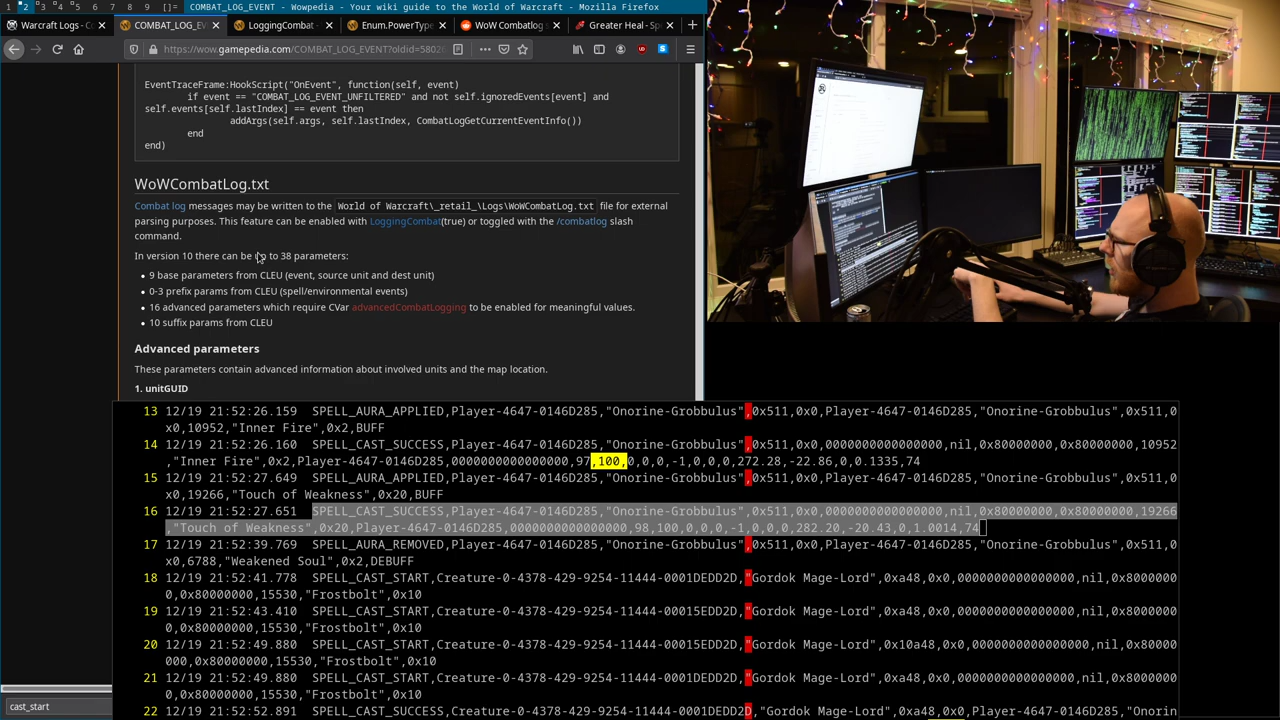 1 2 3 4 5 6 7 8 9 []= COMBAT_LOG_EVENT - Wowpedia - Your wiki guide to the World of Warcraft - Mozilla Firefox
Warcraft Logs - C × COMBAT_LOG_EV × LoggingCombat - × Enum.PowerType × WoW Combatlog × Greater Heal - Sp × +
https://wow.gamepedia.com/COMBAT_LOG_EVENT?oldid=5802
EventTraceFrame:HookScript("OnEvent", function(self, event)
if event == "COMBAT_LOG_EVENT_UNFILTERED" and not self.ignoredEvents[event] and
self.events[self.lastIndex] == event then
addArgs(self.args, self.lastIndex, CombatLogGetCurrentEventInfo())
end
end)
WoWCombatLog.txt
Combat log messages may be written to the World of Warcraft\_retail_\Logs\WoWCombatLog.txt file for external
parsing purposes. This feature can be enabled with LoggingCombat(true) or toggled with the /combatlog slash
command.
In version 10 there can be up to 38 parameters:
• 9 base parameters from CLEU (event, source unit and dest unit)
• 0-3 prefix params from CLEU (spell/environmental events)
• 16 advanced parameters which require CVar advancedCombatLogging to be enabled for meaningful values.
• 10 suffix params from CLEU
Advanced parameters
These parameters contain advanced information about involved units and the map location.
1. unitGUID
13 12/19 21:52:26.159 SPELL_AURA_APPLIED,Player-4647-0146D285,"Onorine-Grobbulus",0x511,0x0,Player-4647-0146D285,"Onorine-Grobbulus",0x511,0
x0,10952,"Inner Fire",0x2,BUFF
14 12/19 21:52:26.160 SPELL_CAST_SUCCESS,Player-4647-0146D285,"Onorine-Grobbulus",0x511,0x0,0000000000000000,nil,0x80000000,0x80000000,10952
,"Inner Fire",0x2,Player-4647-0146D285,0000000000000000,97,100,0,0,0,-1,0,0,0,272.28,-22.86,0,0.1335,74
15 12/19 21:52:27.649 SPELL_AURA_APPLIED,Player-4647-0146D285,"Onorine-Grobbulus",0x511,0x0,Player-4647-0146D285,"Onorine-Grobbulus",0x511,0
x0,19266,"Touch of Weakness",0x20,BUFF
16 12/19 21:52:27.651 SPELL_CAST_SUCCESS,Player-4647-0146D285,"Onorine-Grobbulus",0x511,0x0,0000000000000000,nil,0x80000000,0x80000000,19266
,"Touch of Weakness",0x20,Player-4647-0146D285,0000000000000000,98,100,0,0,0,-1,0,0,0,282.20,-20.43,0,1.0014,74
17 12/19 21:52:39.769 SPELL_AURA_REMOVED,Player-4647-0146D285,"Onorine-Grobbulus",0x511,0x0,Player-4647-0146D285,"Onorine-Grobbulus",0x511,0
x0,6788,"Weakened Soul",0x2,DEBUFF
18 12/19 21:52:41.778 SPELL_CAST_START,Creature-0-4378-429-9254-11444-0001DEDD2D,"Gordok Mage-Lord",0xa48,0x0,0000000000000000,nil,0x8000000
0,0x80000000,15530,"Frostbolt",0x10
19 12/19 21:52:43.410 SPELL_CAST_START,Creature-0-4378-429-9254-11444-00015EDD2D,"Gordok Mage-Lord",0xa48,0x0,0000000000000000,nil,0x8000000
0,0x80000000,15530,"Frostbolt",0x10
20 12/19 21:52:49.880 SPELL_CAST_START,Creature-0-4378-429-9254-11444-00015EDD2D,"Gordok Mage-Lord",0x10a48,0x0,0000000000000000,nil,0x80000
000,0x80000000,15530,"Frostbolt",0x10
21 12/19 21:52:49.880 SPELL_CAST_START,Creature-0-4378-429-9254-11444-0001DEDD2D,"Gordok Mage-Lord",0xa48,0x0,0000000000000000,nil,0x8000000
0,0x80000000,15530,"Frostbolt",0x10
22 12/19 21:52:52.891 SPELL_CAST_SUCCESS,Creature-0-4378-429-9254-11444-0001DEDD2D,"Gordok Mage-Lord",0xa48,0x0,Player-4647-0146D285,"Onorin
cast_start